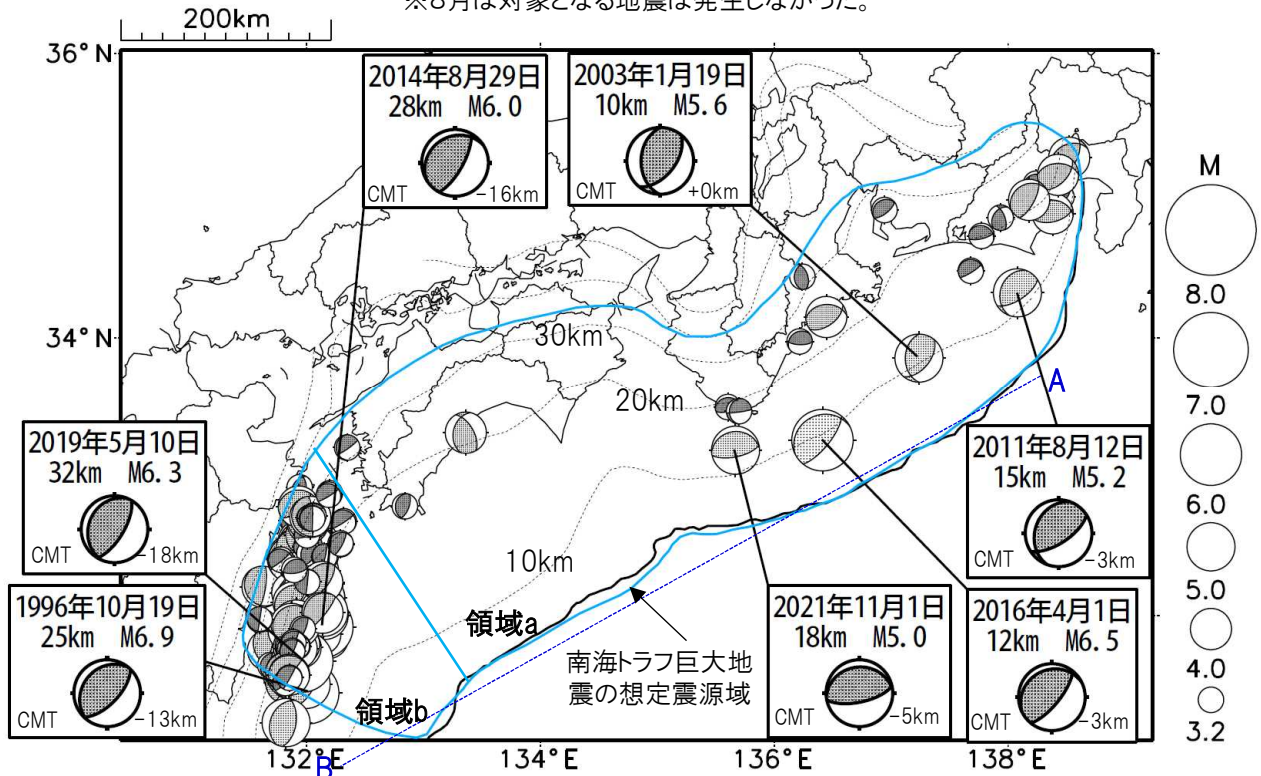 ※8月は対象となる地震は発生しなかった。
200km
36°N
34°N
132°E
134°E
136°E
138°E
2014年8月29日
28km M6.0
CMT
-16km
2003年1月19日
10km M5.6
CMT
+0km
2019年5月10日
32km M6.3
CMT
-18km
1996年10月19日
25km M6.9
CMT
-13km
2011年8月12日
15km M5.2
CMT
-3km
2021年11月1日
18km M5.0
CMT
-5km
2016年4月1日
12km M6.5
CMT
-3km
30km
20km
10km
領域a
領域b
南海トラフ巨大地
震の想定震源域
A
B
M
8.0
7.0
6.0
5.0
4.0
3.2